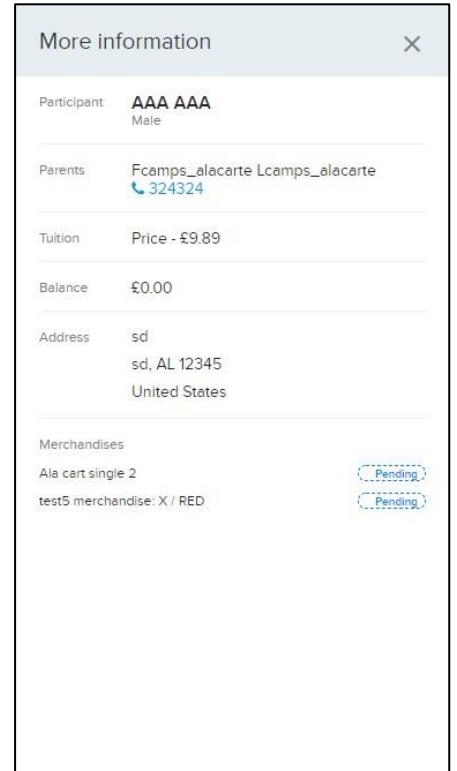 More information
Participant AAA AAA
Male
Parents Fcamps_alacarte Lcamps_alacarte
324324
Tuition Price - £9.89
Balance £0.00
Address sd
sd, AL 12345
United States
Merchandises
Ala cart single 2 Pending
test5 merchandise: X / RED Pending